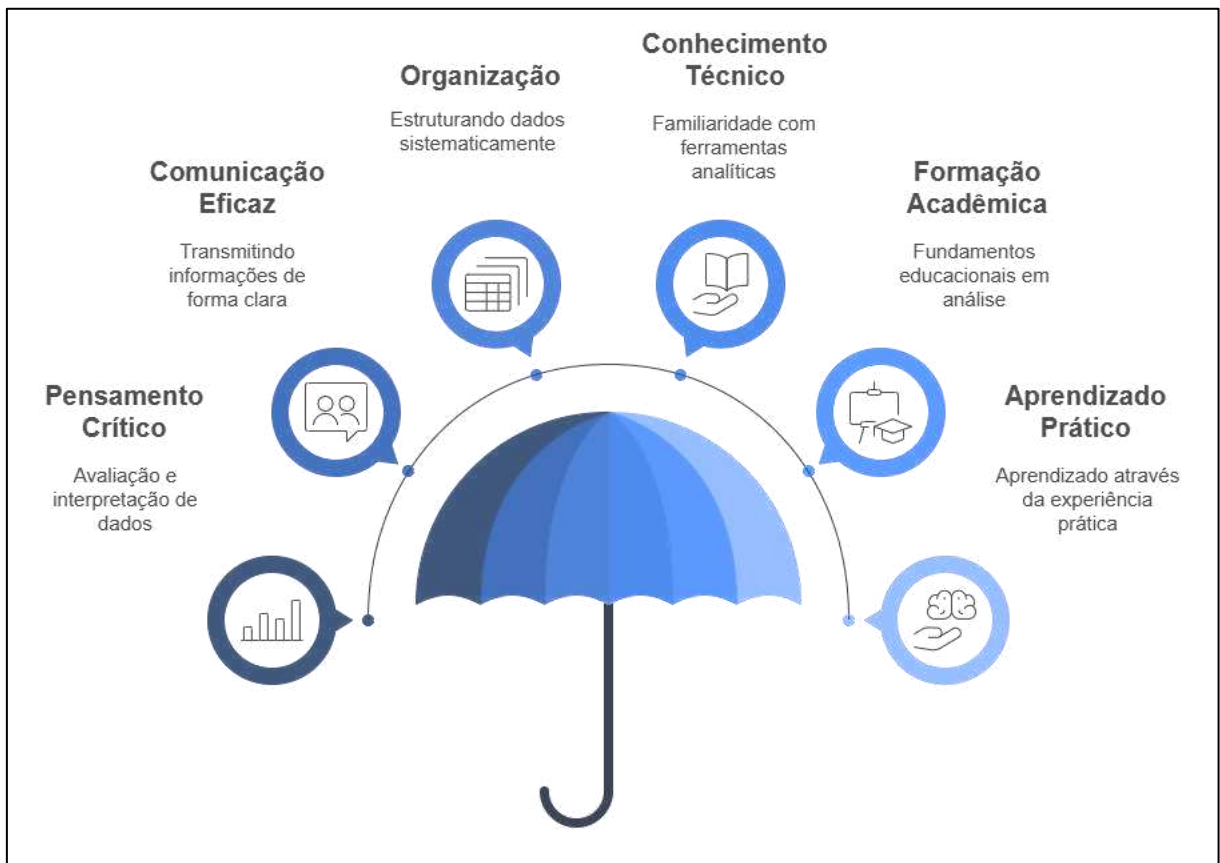 Pensamento
Crítico
Avaliação e
interpretação de
dados
Comunicação
Eficaz
Transmitindo
informações de
forma clara
Organização
Estruturando dados
sistematicamente
Conhecimento
Técnico
Familiaridade com
ferramentas
analíticas
Formação
Acadêmica
Fundamentos
educacionais em
análise
Aprendizado
Prático
Aprendizado através
da experiência
prática